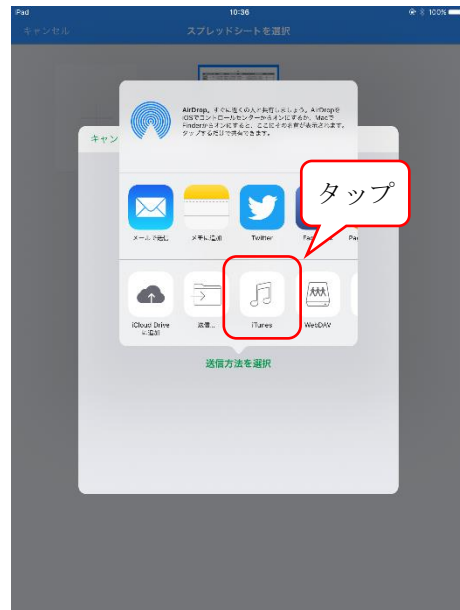 iPad
10:36
100%
キャンセル
スプレッドシートを選択
AirDrop。すぐに近くの人と共有しましょう。AirDropを
iOSでコントロールセンターからオンにするか、Macで
Finderからオンにすると、ここにその名前が表示されます。
タップするだけで共有できます。
キャン
タップ
メールで送信
メモに追加
Twitter
iCloud Drive
に追加
送信...
iTunes
WebDAV
送信方法を選択